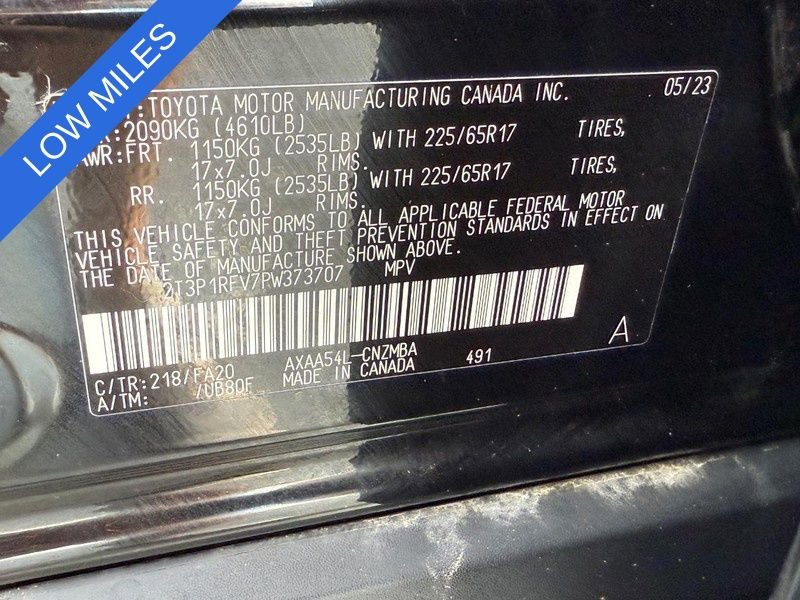 LOW MILES
:TOYOTA MOTOR MANUFACTURING CANADA INC. 05/23
:2090KG (4610LB)
AWR:FRT. 1150KG (2535LB) WITH 225/65R17 TIRES,
17x7.0J RIMS.
RR. 1150KG (2535LB) WITH 225/65R17 TIRES,
17x7.0J RIMS.
THIS VEHICLE CONFORMS TO ALL APPLICABLE FEDERAL MOTOR
VEHICLE SAFETY AND THEFT PREVENTION STANDARDS IN EFFECT ON
THE DATE OF MANUFACTURE SHOWN ABOVE.
2T3P1RFV7PW373707 MPV
A
C/TR:218/FA20 AXAA54L-CNZMBA 491
A/TM: /UB80F MADE IN CANADA